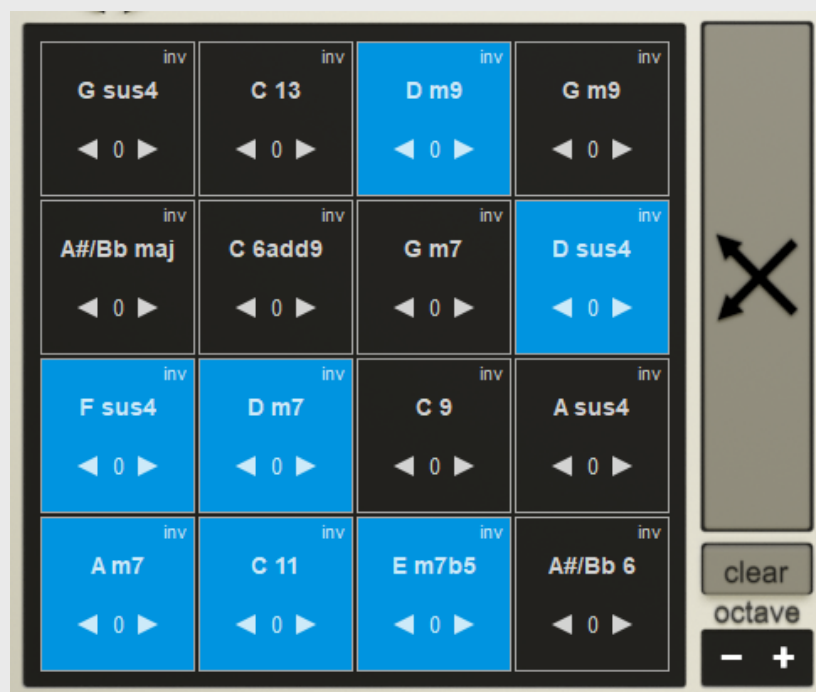 inv inv inv inv
G sus4 C 13 D m9 G m9
0 0 0 0
inv inv inv inv
A#/Bb maj C 6add9 G m7 D sus4
0 0 0 0
inv inv inv inv
F sus4 D m7 C 9 A sus4
0 0 0 0
inv inv inv inv
A m7 C 11 E m7b5 A#/Bb 6
0 0 0 0
clear
octave
− +